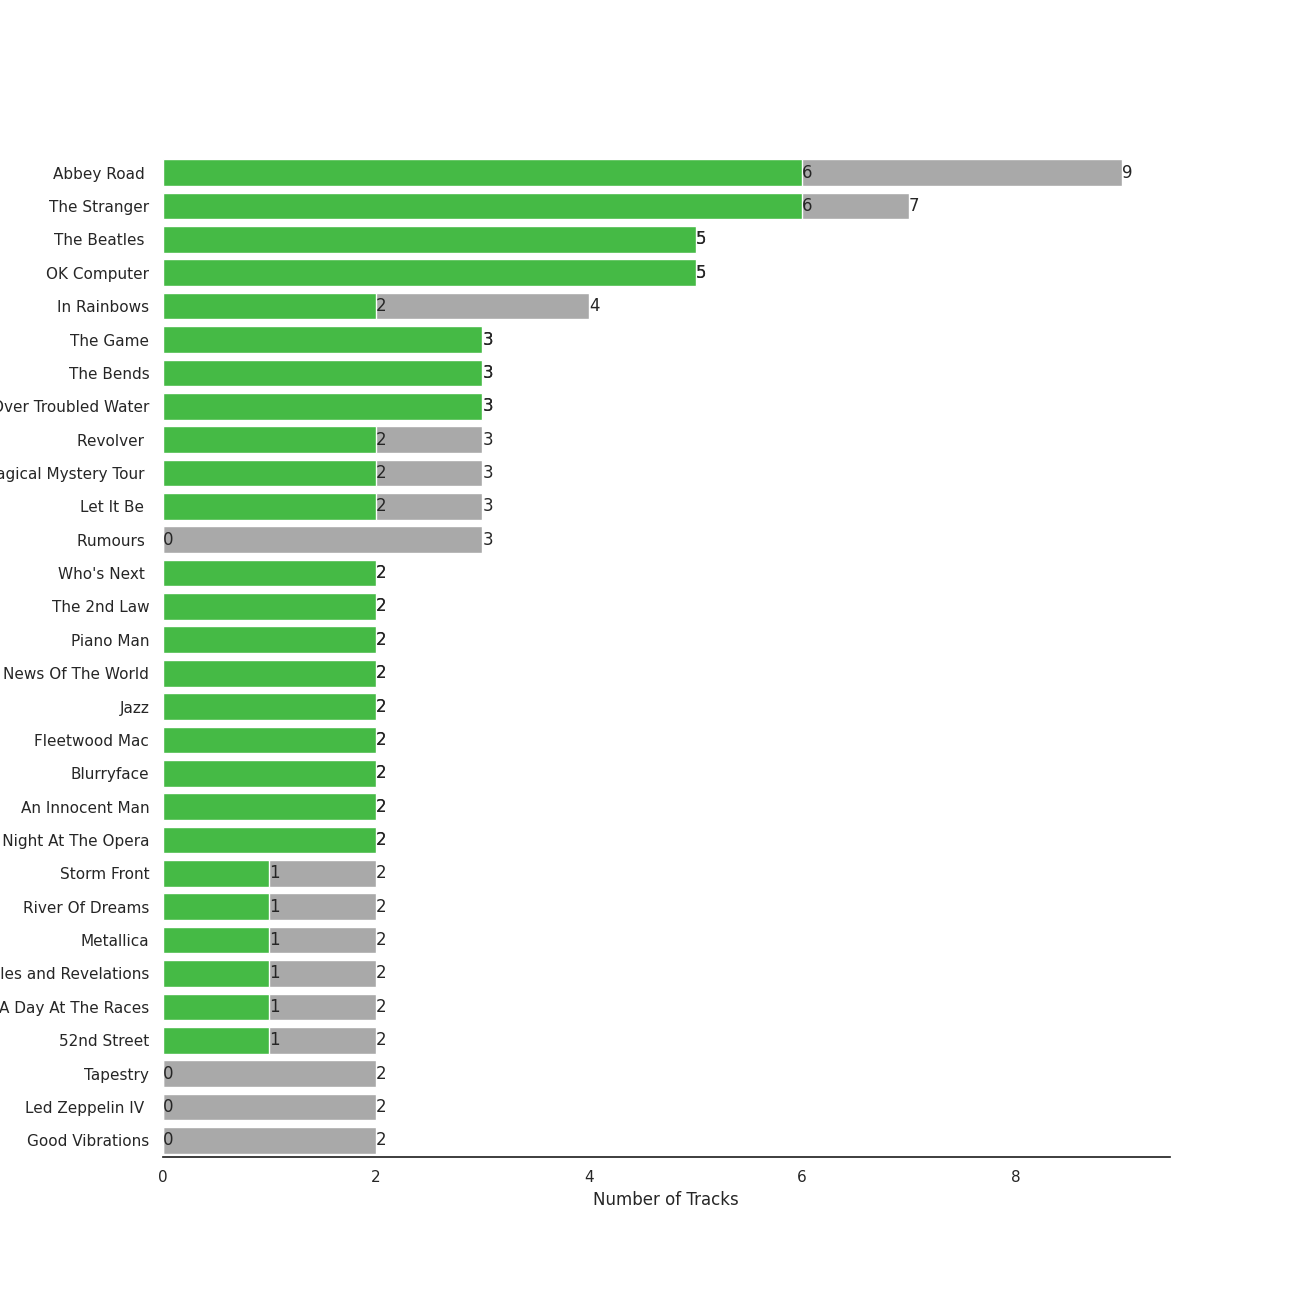 Abbey Road 6 9
The Stranger 6 7
The Beatles 5
OK Computer 5
In Rainbows 2 4
The Game 3
The Bends 3
Over Troubled Water 3
Revolver 2 3
agical Mystery Tour 2 3
Let It Be 2 3
Rumours 0 3
Who's Next 2
The 2nd Law 2
Piano Man 2
News Of The World 2
Jazz 2
Fleetwood Mac 2
Blurryface 2
An Innocent Man 2
Night At The Opera 2
Storm Front 1 2
River Of Dreams 1 2
Metallica 1 2
les and Revelations 1 2
A Day At The Races 1 2
52nd Street 1 2
Tapestry 0 2
Led Zeppelin IV 0 2
Good Vibrations 0 2
0 2 4 6 8
Number of Tracks